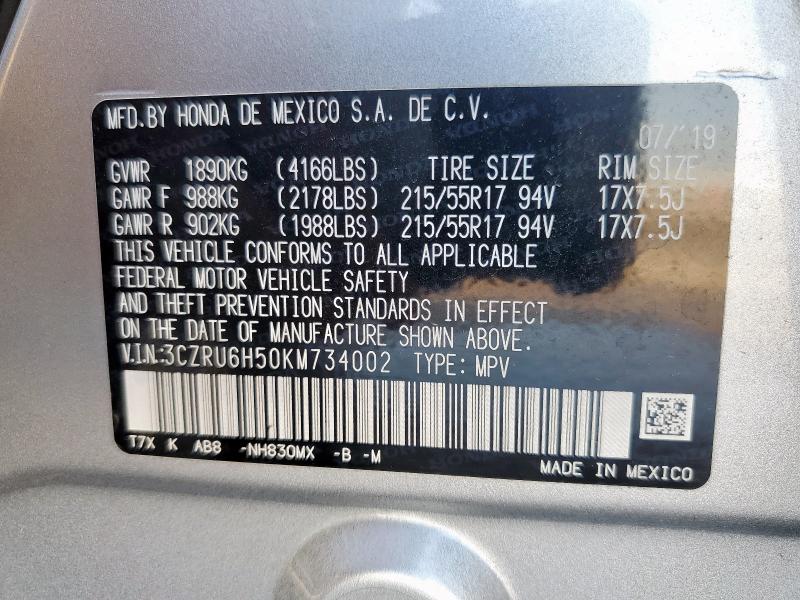 MFD.BY HONDA DE MEXICO S.A. DE C.V.
07/'19
GVWR 1890KG (4166LBS) TIRE SIZE RIM SIZE
GAWR F 988KG (2178LBS) 215/55R17 94V 17X7.5J
GAWR R 902KG (1988LBS) 215/55R17 94V 17X7.5J
THIS VEHICLE CONFORMS TO ALL APPLICABLE
FEDERAL MOTOR VEHICLE SAFETY
AND THEFT PREVENTION STANDARDS IN EFFECT
ON THE DATE OF MANUFACTURE SHOWN ABOVE.
V.I.N:3CZRU6H50KM734002 TYPE: MPV
T7X K AB8 -NH830MX -B -M
MADE IN MEXICO